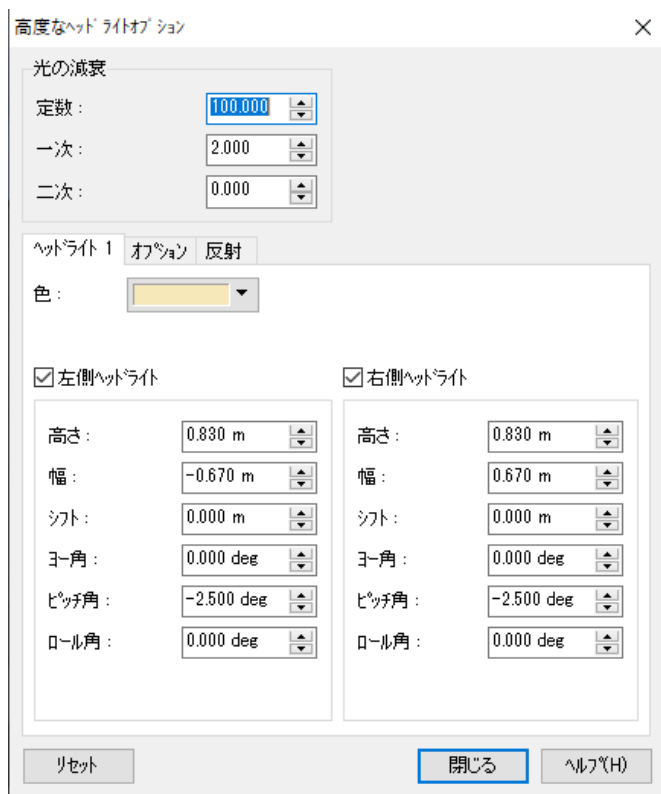 高度なﾍｯﾄﾞﾗｲﾄｵﾌﾟｼｮﾝ
光の減衰
定数： 100.000
一次： 2.000
二次： 0.000
ﾍｯﾄﾞﾗｲﾄ 1 ｵﾌﾟｼｮﾝ 反射
色：
左側ﾍｯﾄﾞﾗｲﾄ 右側ﾍｯﾄﾞﾗｲﾄ
高さ： 0.830 m 高さ： 0.830 m
幅： -0.670 m 幅： 0.670 m
ｼﾌﾄ： 0.000 m ｼﾌﾄ： 0.000 m
ﾖｰ角： 0.000 deg ﾖｰ角： 0.000 deg
ﾋﾟｯﾁ角： -2.500 deg ﾋﾟｯﾁ角： -2.500 deg
ﾛｰﾙ角： 0.000 deg ﾛｰﾙ角： 0.000 deg
ﾘｾｯﾄ 閉じる ﾍﾙﾌﾟ(H)